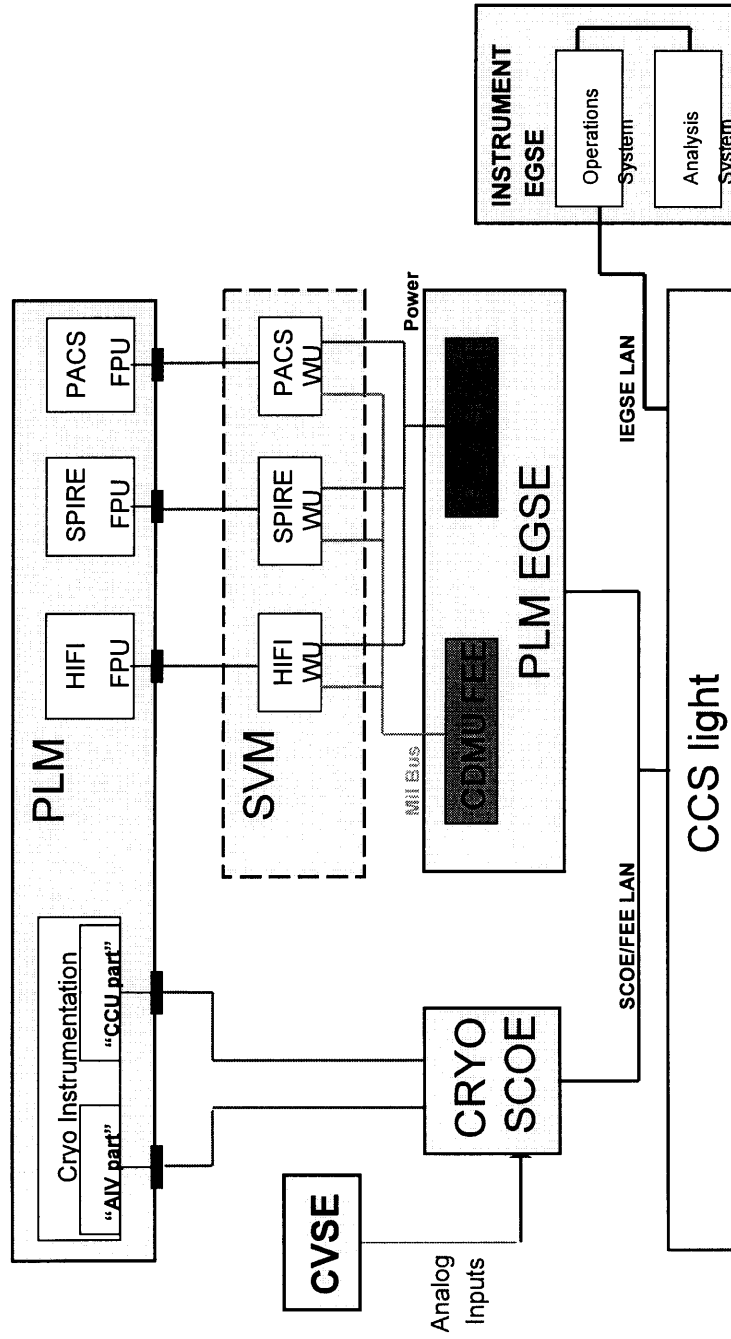 PLM
Cryo Instrumentation
"AIV part"
"CCU part"
HIFI
FPU
SPIRE
FPU
PACS
FPU
SVM
HIFI
WU
SPIRE
WU
PACS
WU
CVSE
Analog
Inputs
CRYO
SCOE
Mil Bus
Power
CDMU FEE
PLM EGSE
INSTRUMENT
EGSE
Operations
System
Analysis
System
SCOE/FEE LAN
IEGSE LAN
CCS light